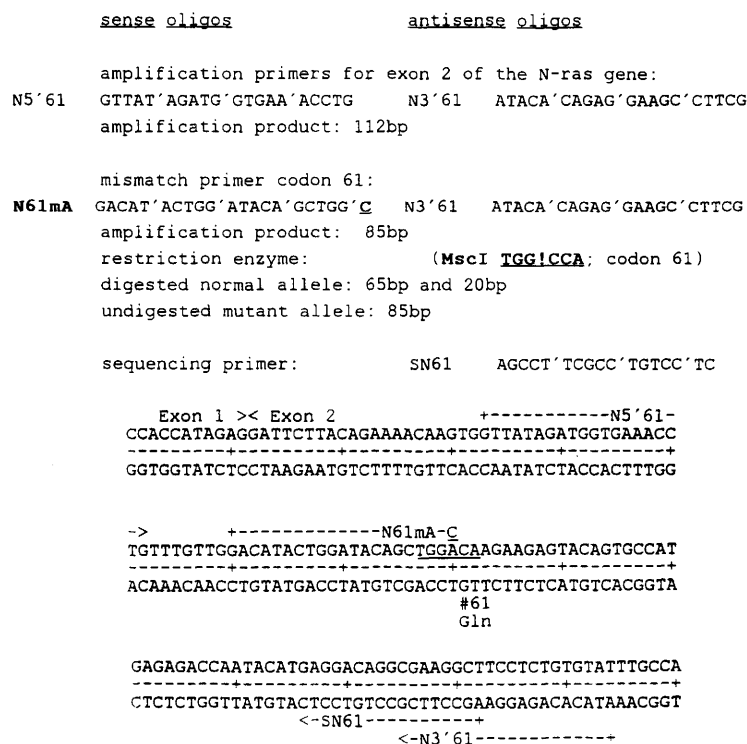 sense oligos antisense oligos
amplification primers for exon 2 of the N-ras gene:
N5´61 GTTAT´AGATG´GTGAA´ACCTG N3´61 ATACA´CAGAG´GAAGC´CTTCG
amplification product: 112bp
mismatch primer codon 61:
N61mA GACAT´ACTGG´ATACA´GCTGG´C N3´61 ATACA´CAGAG´GAAGC´CTTCG
amplification product: 85bp
restriction enzyme: (MscI TGG!CCA; codon 61)
digested normal allele: 65bp and 20bp
undigested mutant allele: 85bp
sequencing primer: SN61 AGCCT´TCGCC´TGTCC´TC
Exon 1 >< Exon 2 +-----------N5´61-
CCACCATAGAGGATTCTTACAGAAAACAAGTGGTTATAGATGGTGAAACC
---------+---------+---------+---------+---------+
GGTGGTATCTCCTAAGAATGTCTTTTGTTCACCAATATCTACCACTTTGG
-> +-------------N61mA-C
TGTTTGTTGGACATACTGGATACAGCTGGACAAGAAGAGTACAGTGCCAT
---------+---------+---------+---------+---------+
ACAAACAACCTGTATGACCTATGTCGACCTGTTCTTCTCATGTCACGGTA
#61
Gln
GAGAGACCAATACATGAGGACAGGCGAAGGCTTCCTCTGTGTATTTGCCA
---------+---------+---------+---------+---------+
CTCTCTGGTTATGTACTCCTGTCCGCTTCCGAAGGAGACACATAAACGGT
<-SN61----------+
<-N3´61------------+